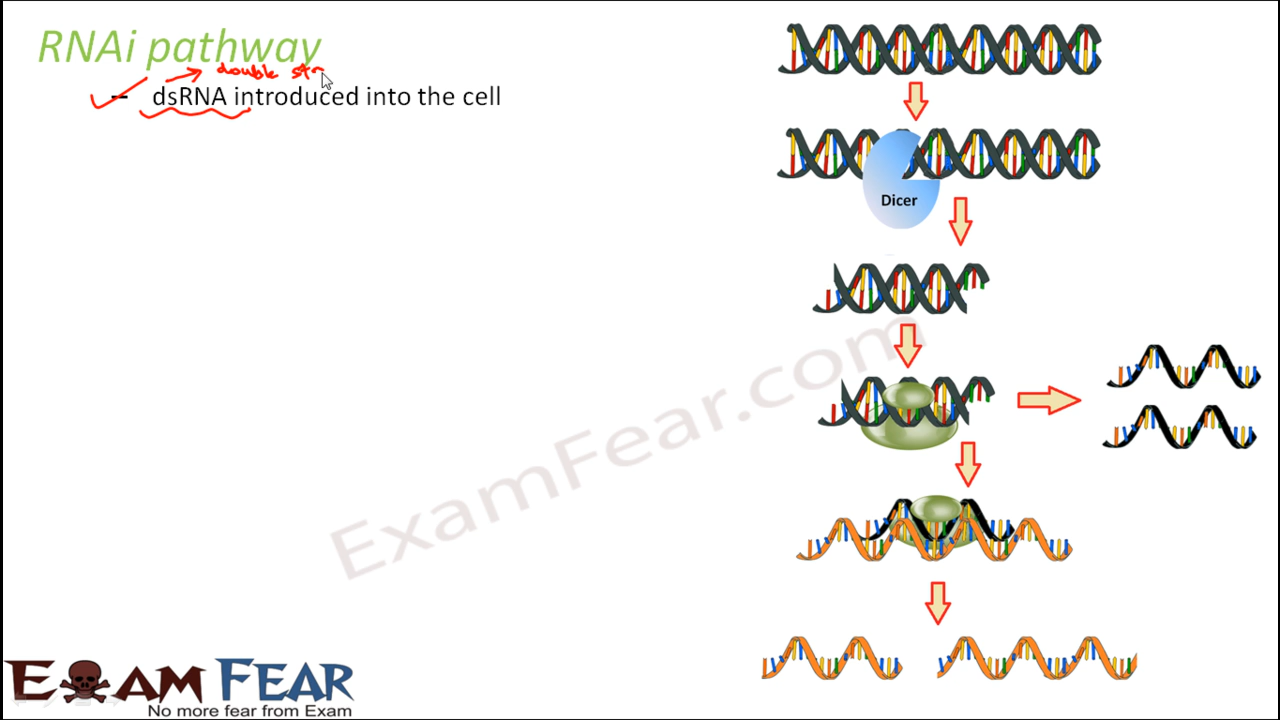 RNAi pathway
double str
– dsRNA introduced into the cell
Dicer
ExamFear.com
EXAM FEAR
No more fear from Exam